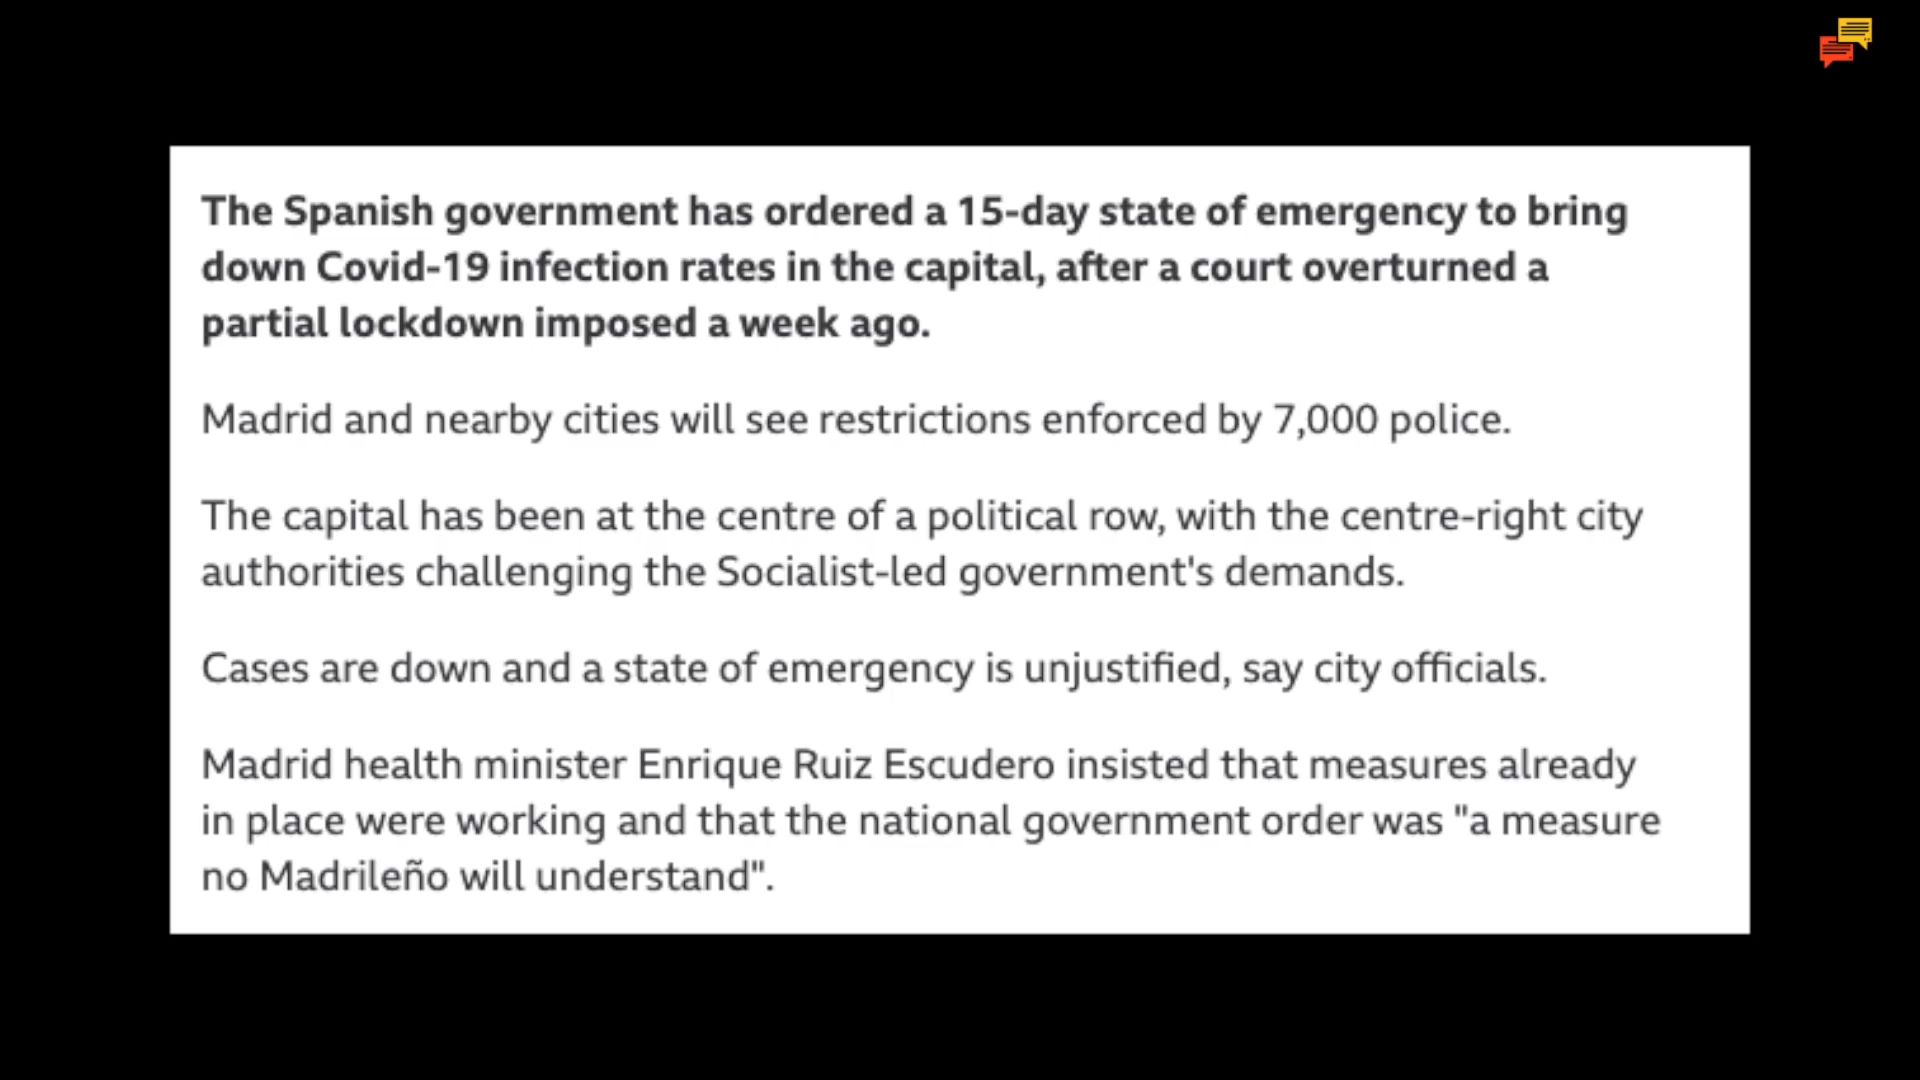 The Spanish government has ordered a 15-day state of emergency to bring
down Covid-19 infection rates in the capital, after a court overturned a
partial lockdown imposed a week ago.
Madrid and nearby cities will see restrictions enforced by 7,000 police.
The capital has been at the centre of a political row, with the centre-right city
authorities challenging the Socialist-led government's demands.
Cases are down and a state of emergency is unjustified, say city officials.
Madrid health minister Enrique Ruiz Escudero insisted that measures already
in place were working and that the national government order was "a measure
no Madrileño will understand".